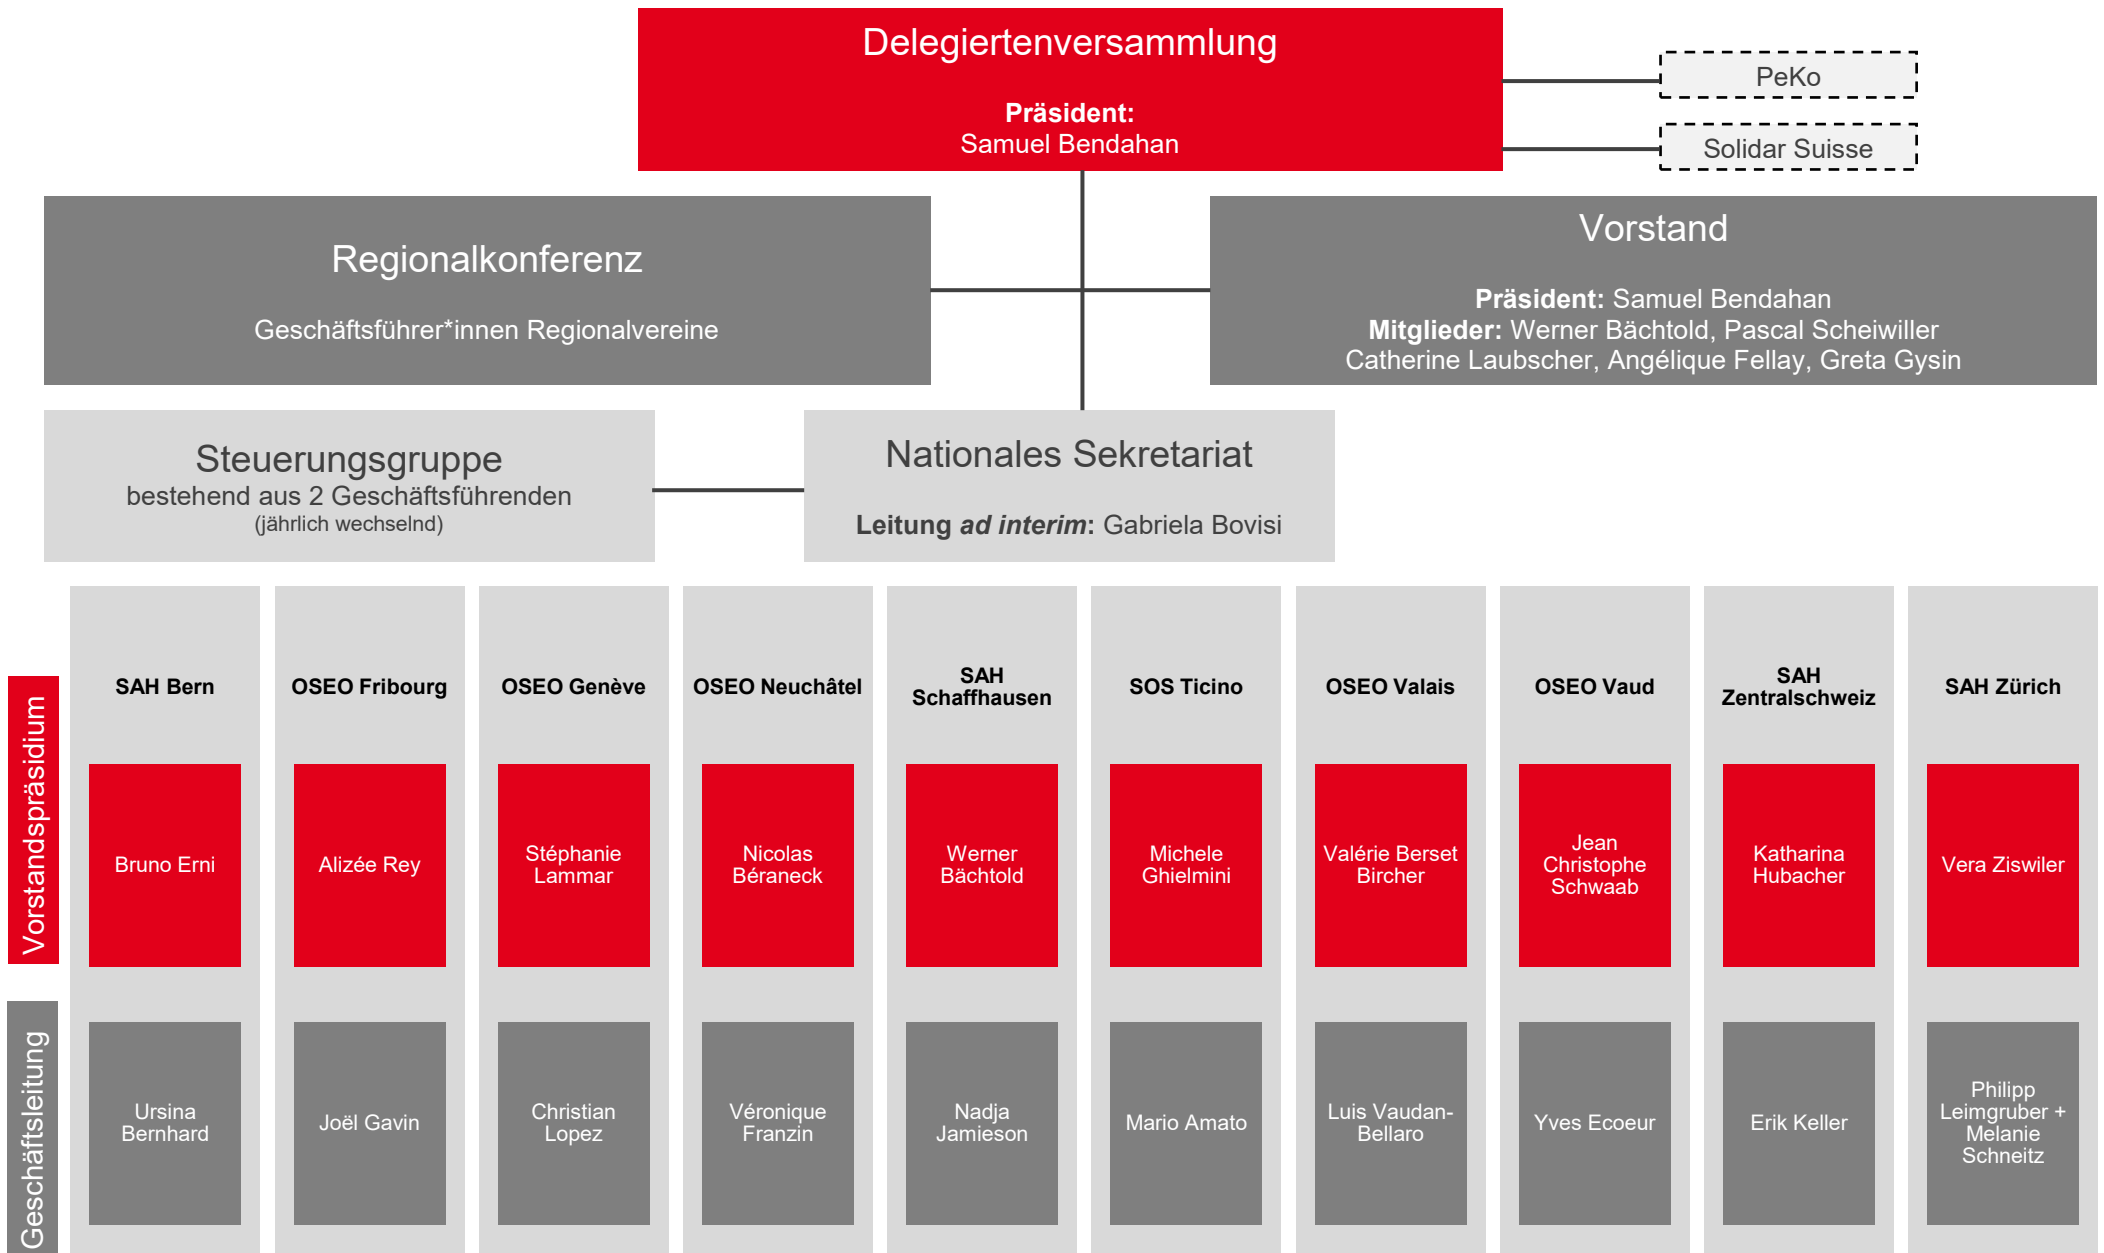 Delegiertenversammlung
Präsident:
Samuel Bendahan
PeKo
Solidar Suisse
Regionalkonferenz
Geschäftsführer*innen Regionalvereine
Vorstand
Präsident: Samuel Bendahan
Mitglieder: Werner Bächtold, Pascal Scheiwiller
Catherine Laubscher, Angélique Fellay, Greta Gysin
Steuerungsgruppe
bestehend aus 2 Geschäftsführenden
(jährlich wechselnd)
Nationales Sekretariat
Leitung ad interim: Gabriela Bovisi
SAH Bern
OSEO Fribourg
OSEO Genève
OSEO Neuchâtel
SAH
Schaffhausen
SOS Ticino
OSEO Valais
OSEO Vaud
SAH
Zentralschweiz
SAH Zürich
Vorstandspräsidium
Bruno Erni
Alizée Rey
Stéphanie
Lammar
Nicolas
Béraneck
Werner
Bächtold
Michele
Ghielmini
Valérie Berset
Bircher
Jean
Christophe
Schwaab
Katharina
Hubacher
Vera Ziswiler
Geschäftsleitung
Ursina
Bernhard
Joël Gavin
Christian
Lopez
Véronique
Franzin
Nadja
Jamieson
Mario Amato
Luis Vaudan-
Bellaro
Yves Ecoeur
Erik Keller
Philipp
Leimgruber +
Melanie
Schneitz